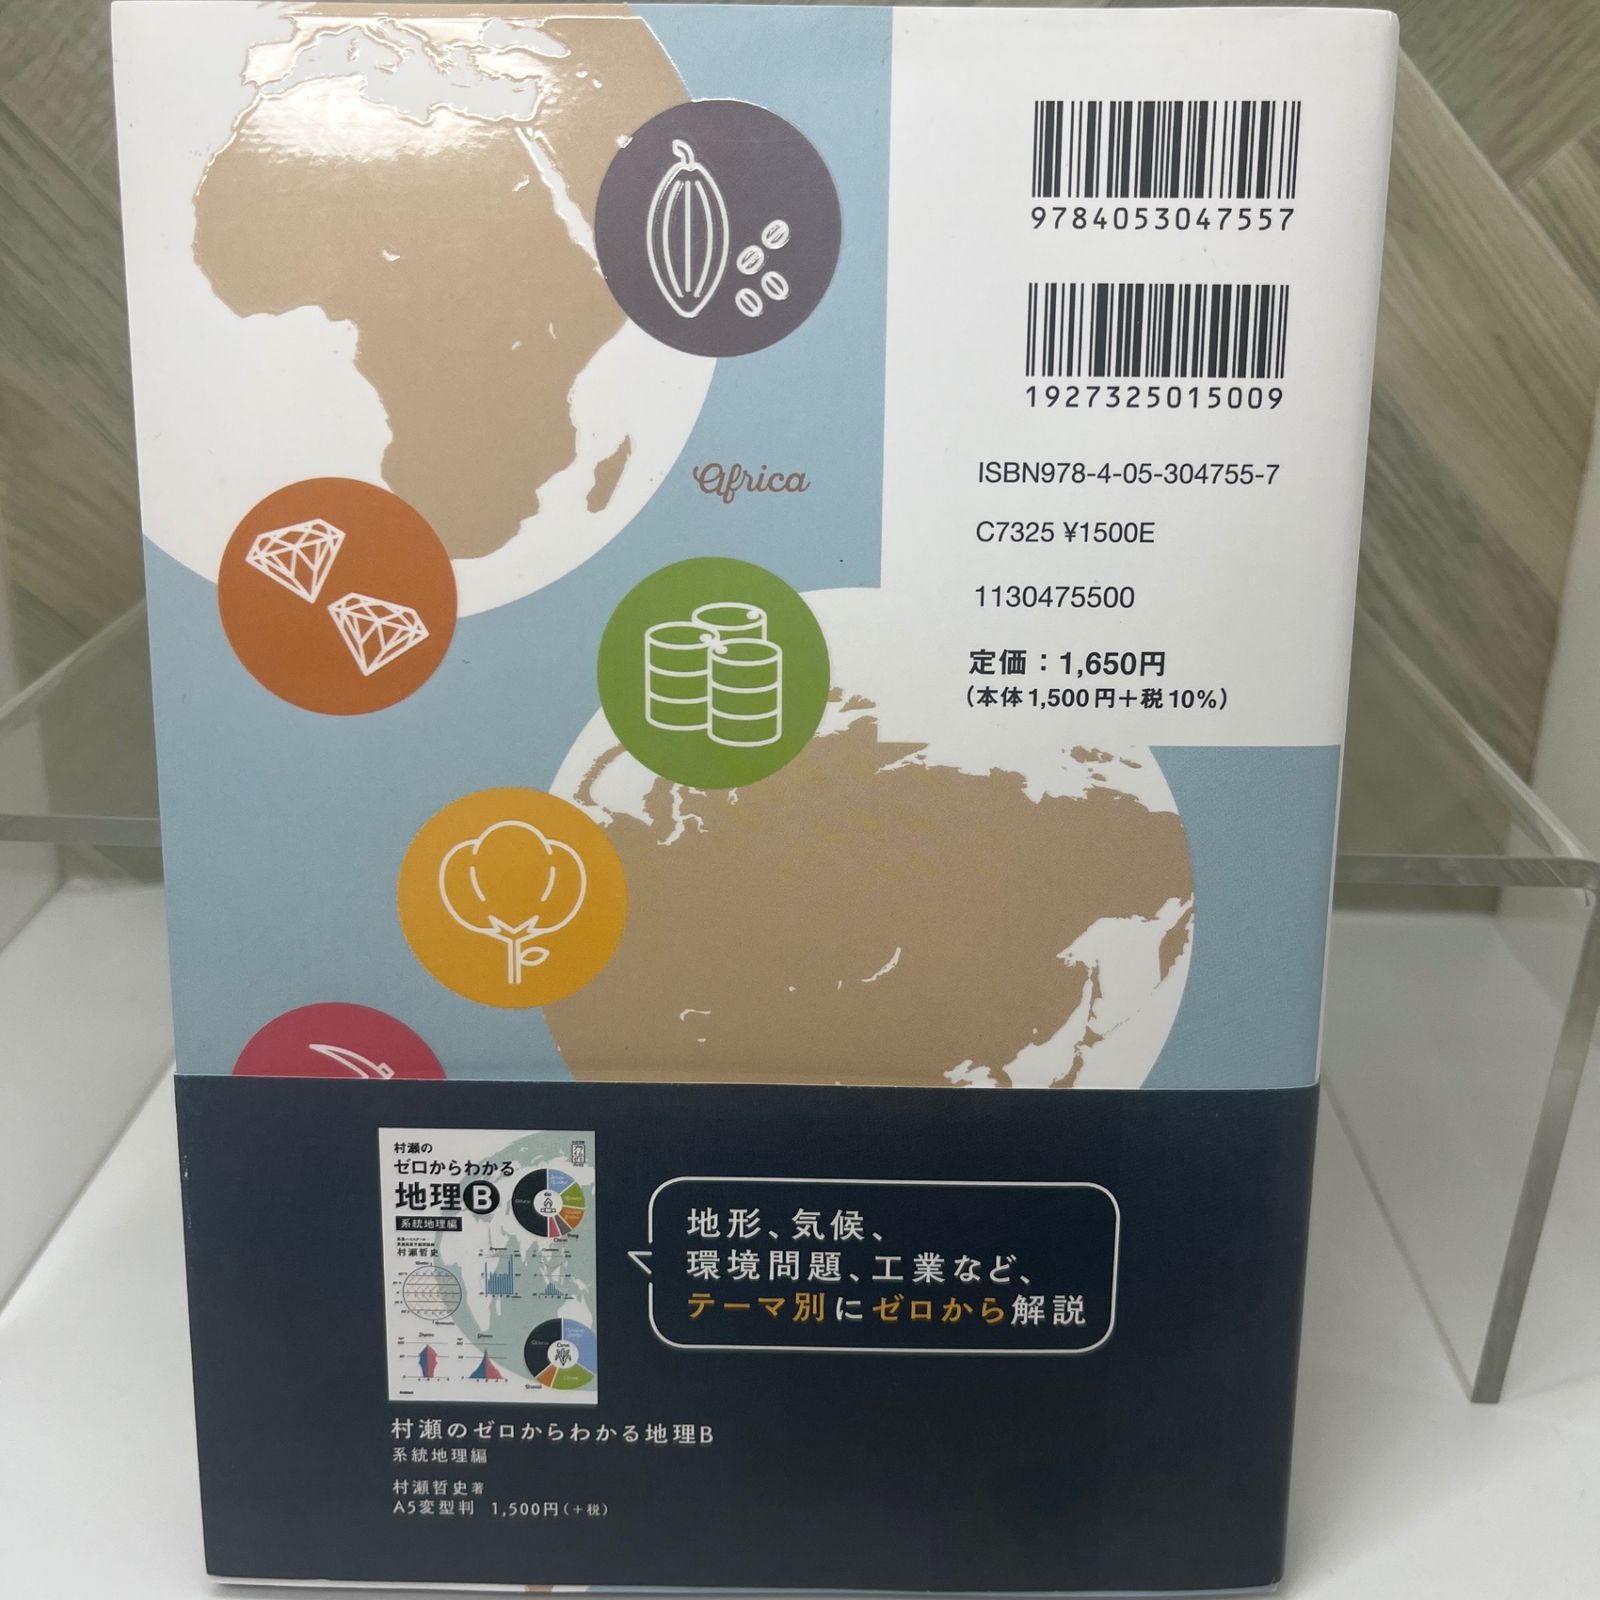 9784053047557
1927325015009
ISBN978-4-05-304755-7
C7325 ¥1500E
1130475500
定価：1,650円
（本体1,500円＋税10%）
Africa
村瀬の
ゼロからわかる
地理B
系統地理編
村瀬哲史
地形、気候、
環境問題、工業など、
テーマ別にゼロから解説
村瀬のゼロからわかる地理B
系統地理編
村瀬哲史著
A5変型判 1,500円（＋税）